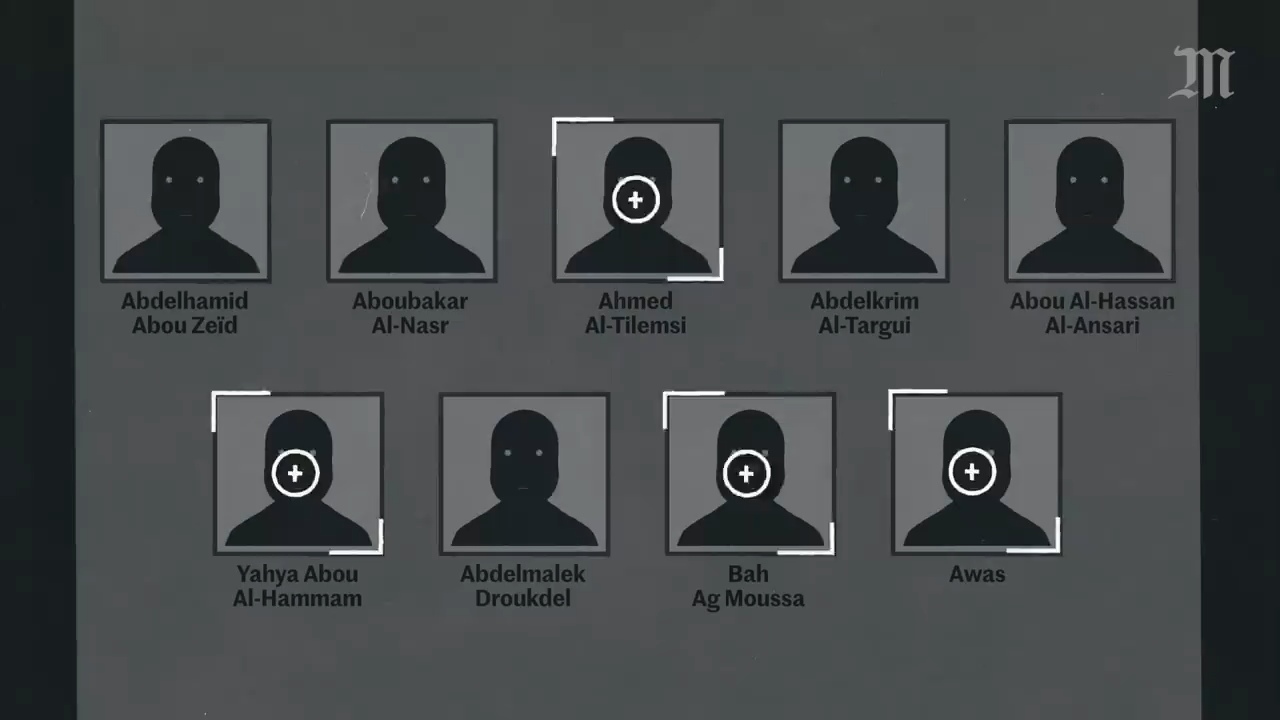 M
Abdelhamid
Abou Zeïd
Aboubakar
Al-Nasr
Ahmed
Al-Tilemsi
Abdelkrim
Al-Targui
Abou Al-Hassan
Al-Ansari
Yahya Abou
Al-Hammam
Abdelmalek
Droukdel
Bah
Ag Moussa
Awas